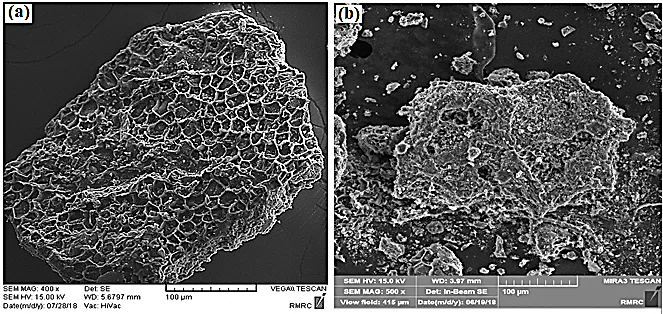 (a)
SEM MAG: 400 x
Det: SE
SEM HV: 15.00 kV
WD: 5.6797 mm
VEGA\\ TESCAN
Date(m/d/y): 07/28/18
Vac: HiVac
100 µm
RMRC
(b)
SEM HV: 15.0 kV
WD: 3.97 mm
MIRA3 TESCAN
SEM MAG: 500 x
Det: In-Beam SE
100 µm
View field: 415 µm
Date(m/d/y): 06/19/18
RMRC